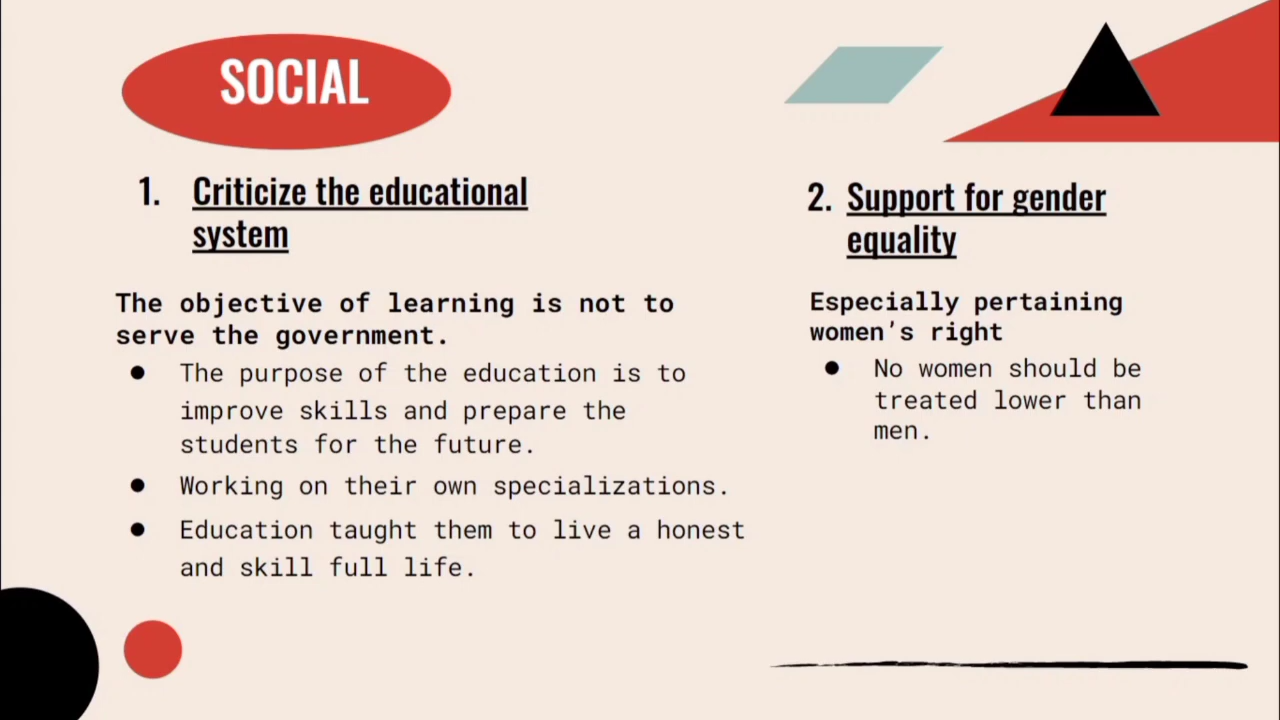 SOCIAL
1. Criticize the educational
system
The objective of learning is not to
serve the government.
● The purpose of the education is to
improve skills and prepare the
students for the future.
● Working on their own specializations.
● Education taught them to live a honest
and skill full life.
2. Support for gender
equality
Especially pertaining
women’s right
● No women should be
treated lower than
men.